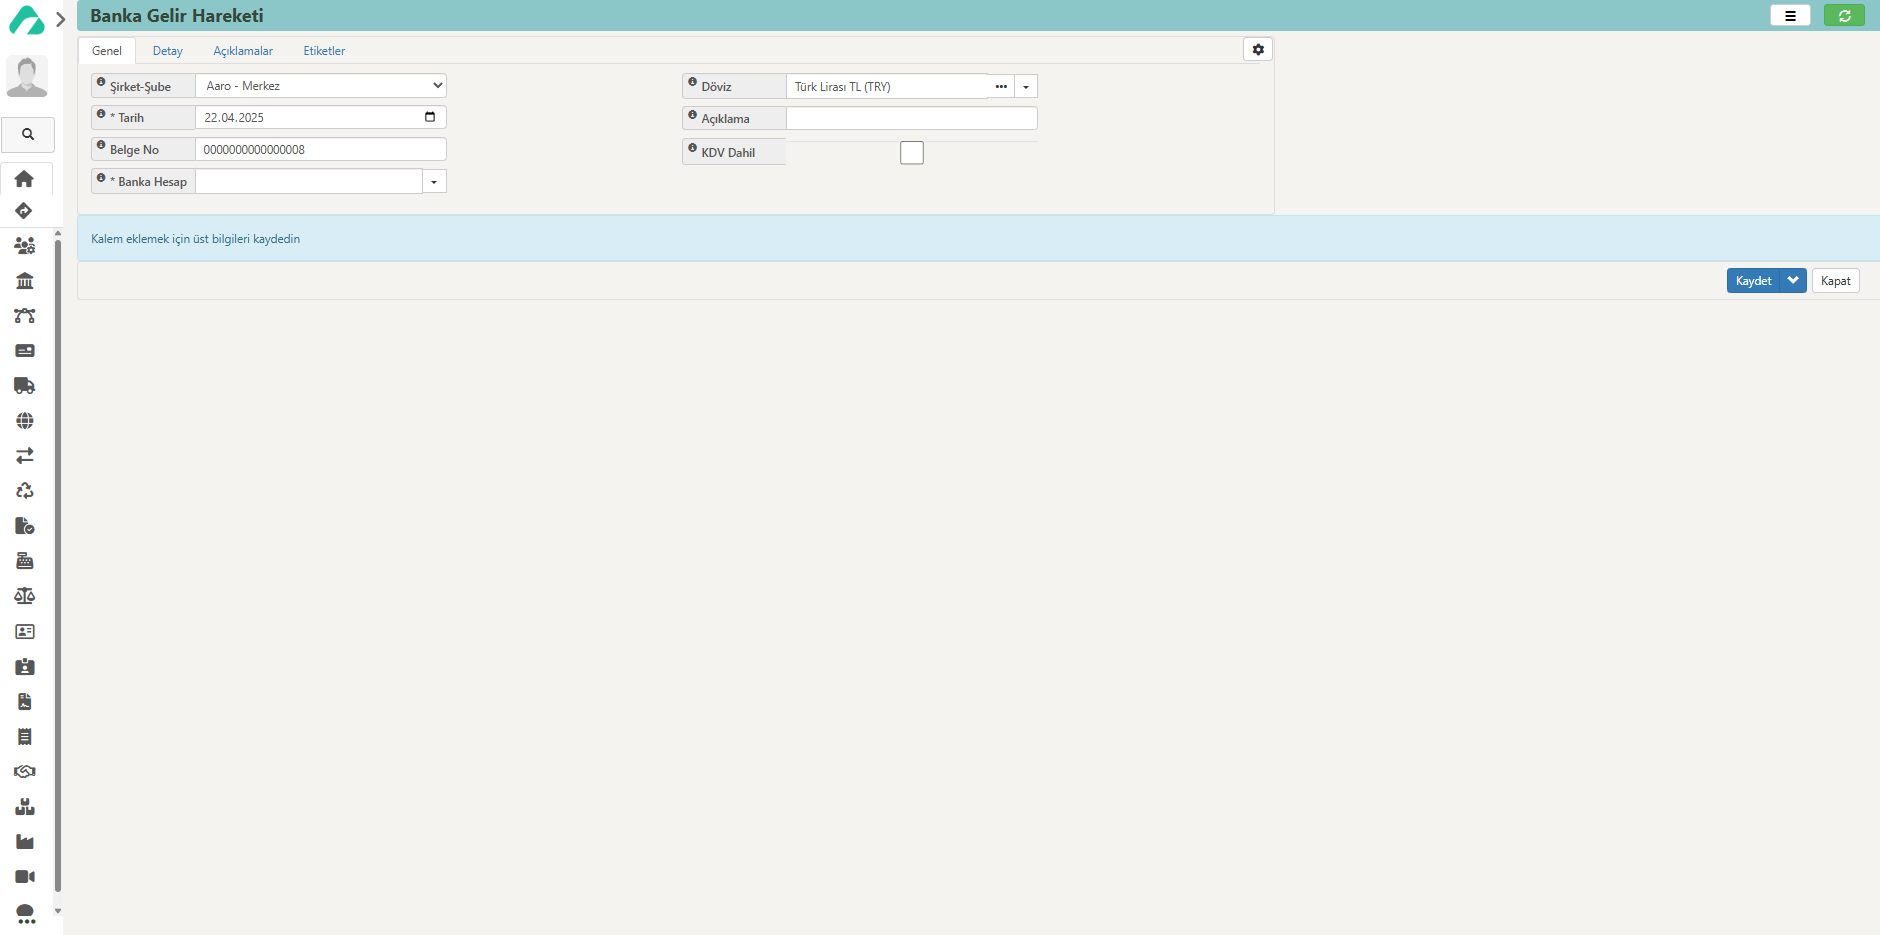 Banka Gelir Hareketi
Genel Detay Açıklamalar Etiketler
Şirket-Şube Aaro - Merkez
* Tarih 22.04.2025
Belge No 0000000000000008
* Banka Hesap
Döviz Türk Lirası TL (TRY)
Açıklama
KDV Dahil
Kalem eklemek için üst bilgileri kaydedin
Kaydet Kapat